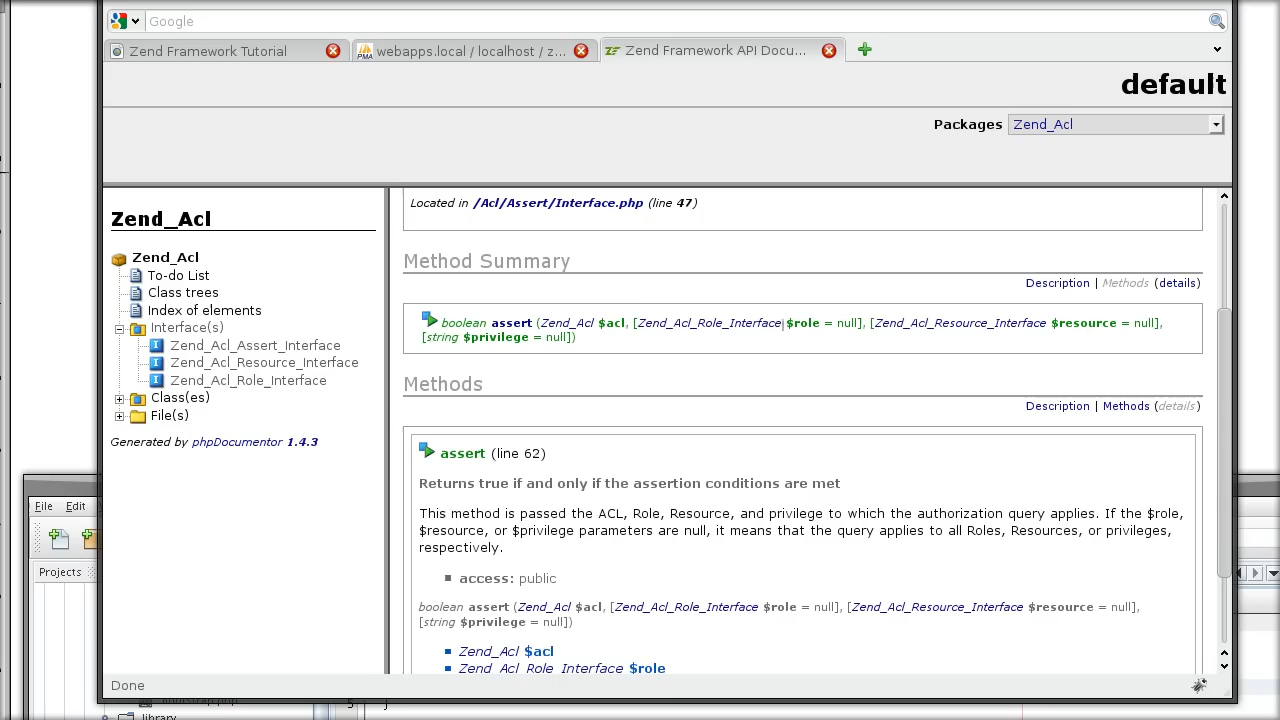 Google
Zend Framework Tutorial
webapps.local / localhost / z...
Zend Framework API Docu...
default
Packages Zend_Acl
Zend_Acl
Zend_Acl
To-do List
Class trees
Index of elements
Interface(s)
Zend_Acl_Assert_Interface
Zend_Acl_Resource_Interface
Zend_Acl_Role_Interface
Class(es)
File(s)
Generated by phpDocumentor 1.4.3
Located in /Acl/Assert/Interface.php (line 47)
Method Summary
Description | Methods (details)
boolean assert (Zend_Acl $acl, [Zend_Acl_Role_Interface $role = null], [Zend_Acl_Resource_Interface $resource = null],
[string $privilege = null])
Methods
Description | Methods (details)
assert (line 62)
Returns true if and only if the assertion conditions are met
This method is passed the ACL, Role, Resource, and privilege to which the authorization query applies. If the $role,
$resource, or $privilege parameters are null, it means that the query applies to all Roles, Resources, or privileges,
respectively.
access: public
boolean assert (Zend_Acl $acl, [Zend_Acl_Role_Interface $role = null], [Zend_Acl_Resource_Interface $resource = null],
[string $privilege = null])
Zend_Acl $acl
Zend_Acl_Role_Interface $role
Done
File Edit
Projects
library
5 }